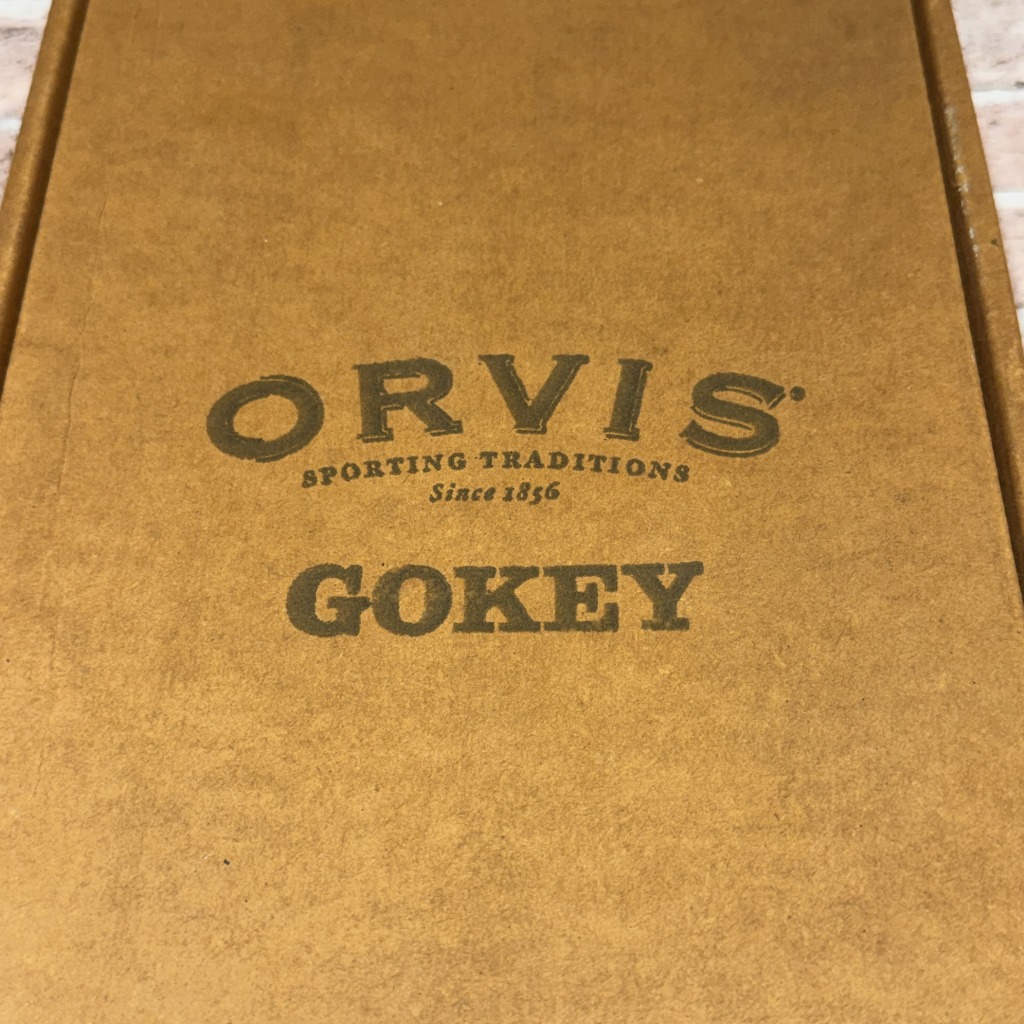 ORVIS
SPORTING TRADITIONS
Since 1856
GOKEY